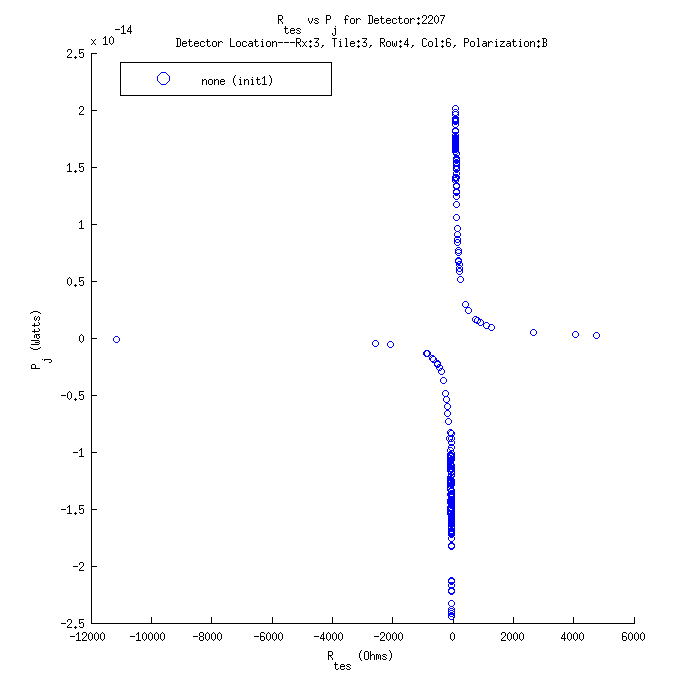 R_tes vs P_j for Detector:2207
x 10^-14
Detector Location---Rx:3, Tile:3, Row:4, Col:6, Polarization:B
none (init1)
2.5
2
1.5
1
0.5
0
-0.5
-1
-1.5
-2
-2.5
P_j (Watts)
-12000 -10000 -8000 -6000 -4000 -2000 0 2000 4000 6000
R_tes (Ohms)